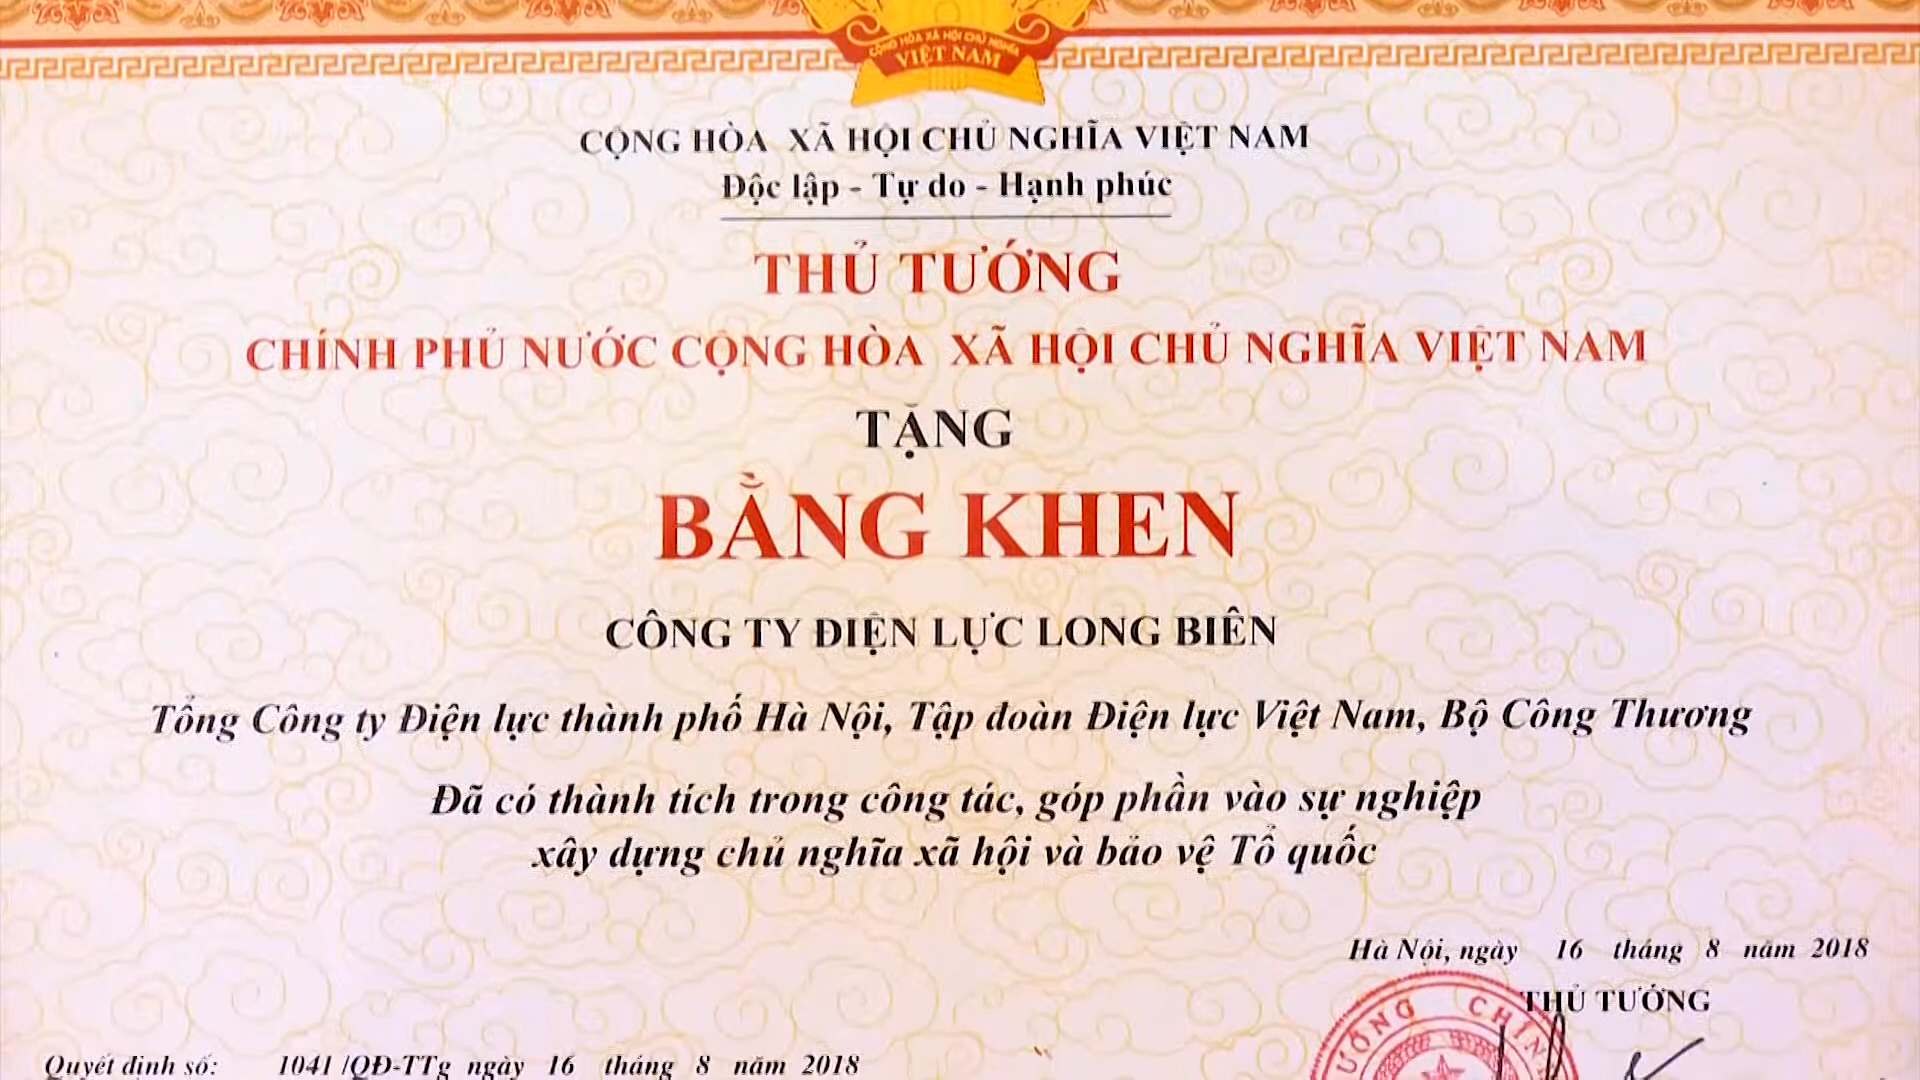 CỘNG HÒA XÃ HỘI CHỦ NGHĨA
VIỆT NAM
CỘNG HÒA XÃ HỘI CHỦ NGHĨA VIỆT NAM
Độc lập - Tự do - Hạnh phúc
THỦ TƯỚNG
CHÍNH PHỦ NƯỚC CỘNG HÒA XÃ HỘI CHỦ NGHĨA VIỆT NAM
TẶNG
BẰNG KHEN
CÔNG TY ĐIỆN LỰC LONG BIÊN
Tổng Công ty Điện lực thành phố Hà Nội, Tập đoàn Điện lực Việt Nam, Bộ Công Thương
Đã có thành tích trong công tác, góp phần vào sự nghiệp
xây dựng chủ nghĩa xã hội và bảo vệ Tổ quốc
Hà Nội, ngày 16 tháng 8 năm 2018
THỦ TƯỚNG
Quyết định số: 1041 /QĐ-TTg ngày 16 tháng 8 năm 2018